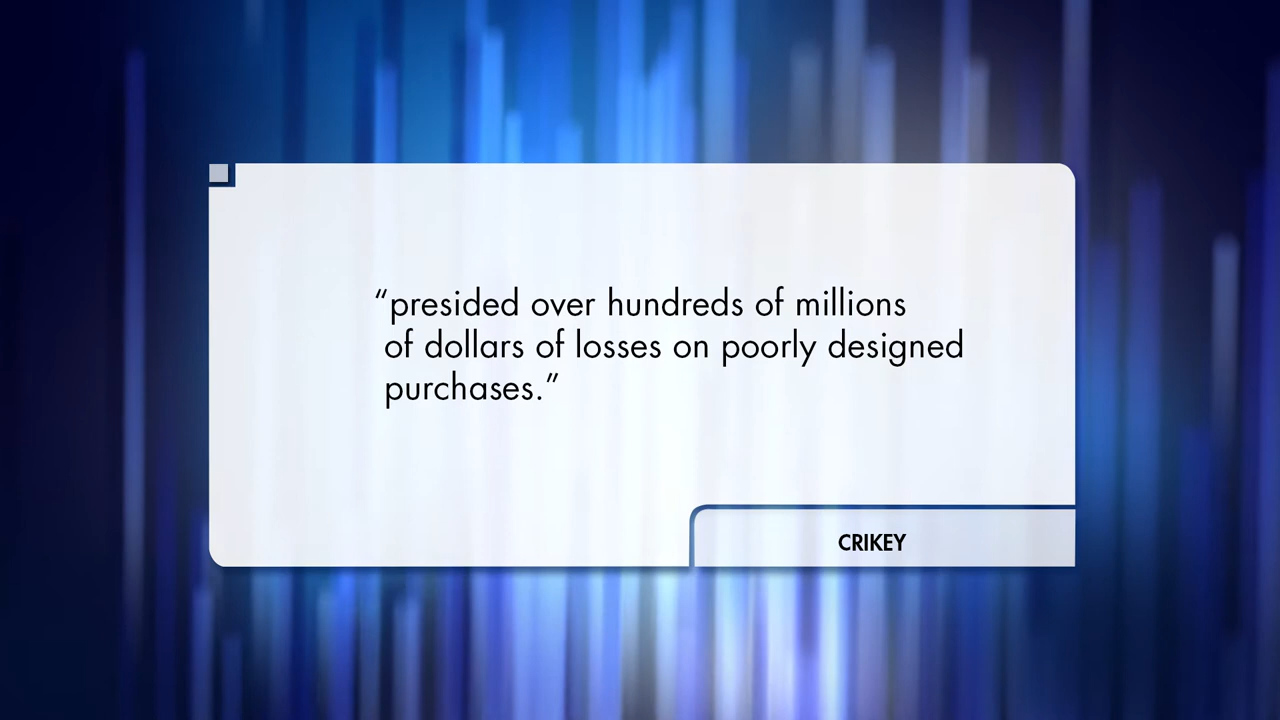 “presided over hundreds of millions
of dollars of losses on poorly designed
purchases.”
CRIKEY